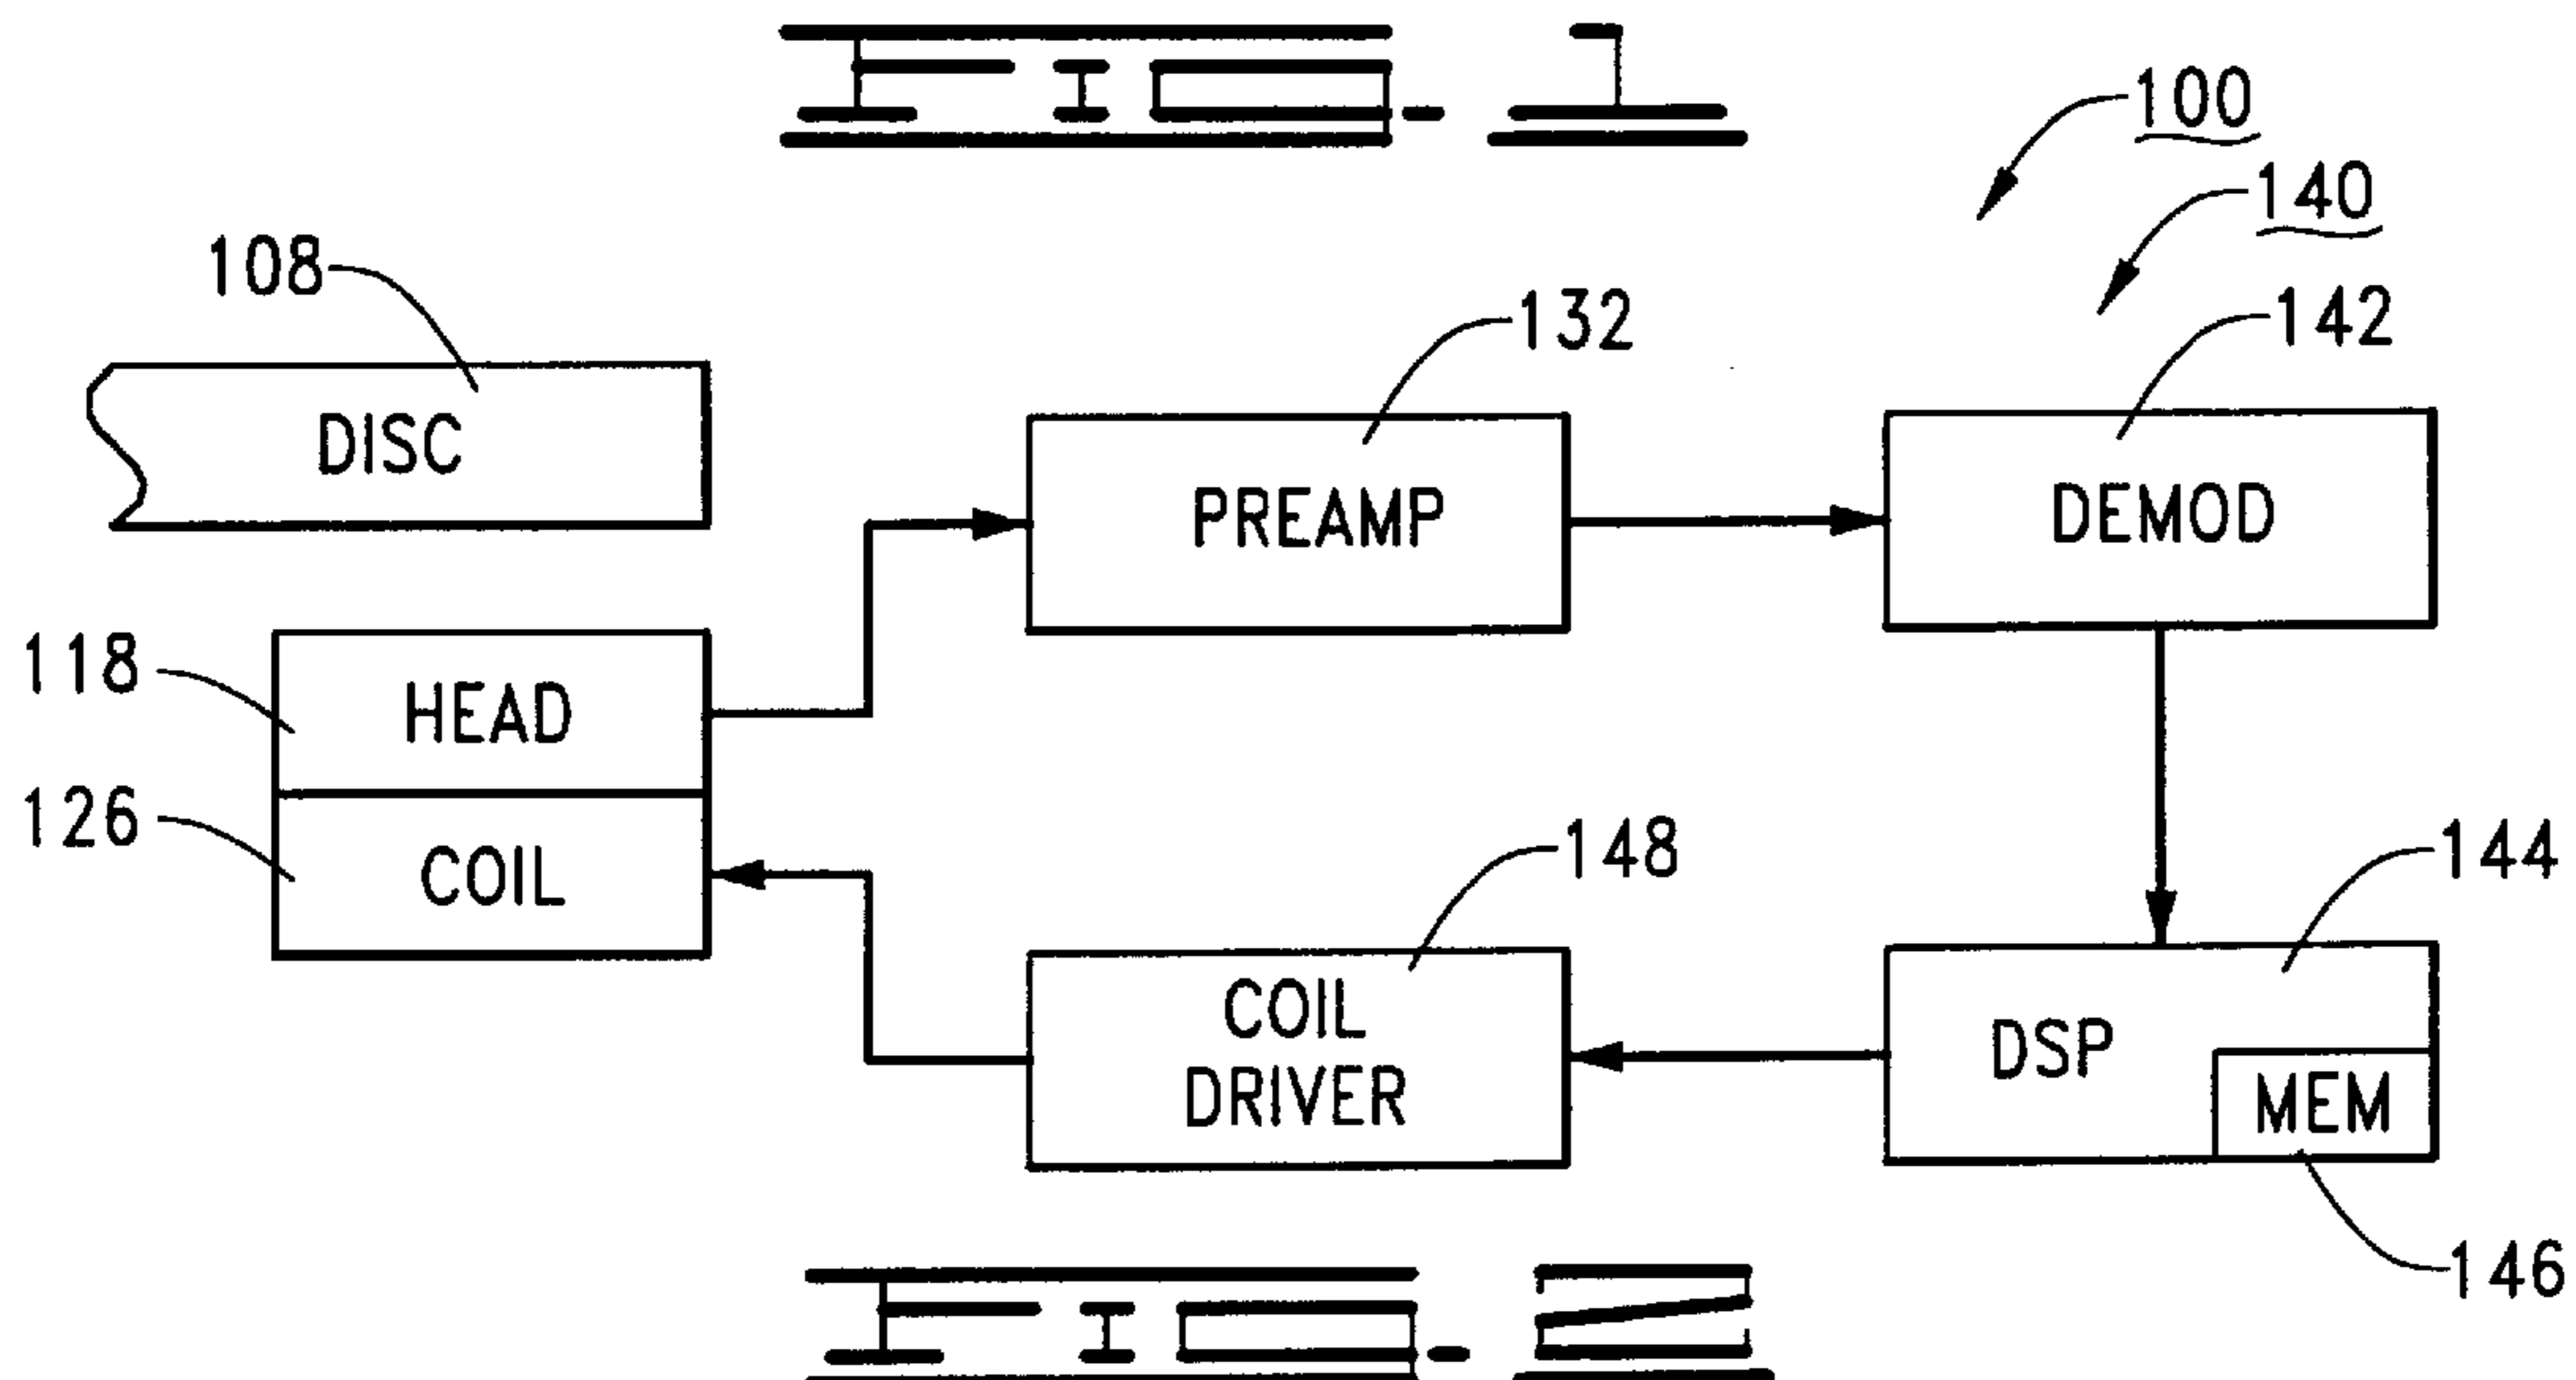 FIG. 1
100
140
108
132
142
DISC
PREAMP
DEMOD
118
HEAD
126
COIL
148
144
COIL
DRIVER
DSP
MEM
146
FIG. 2